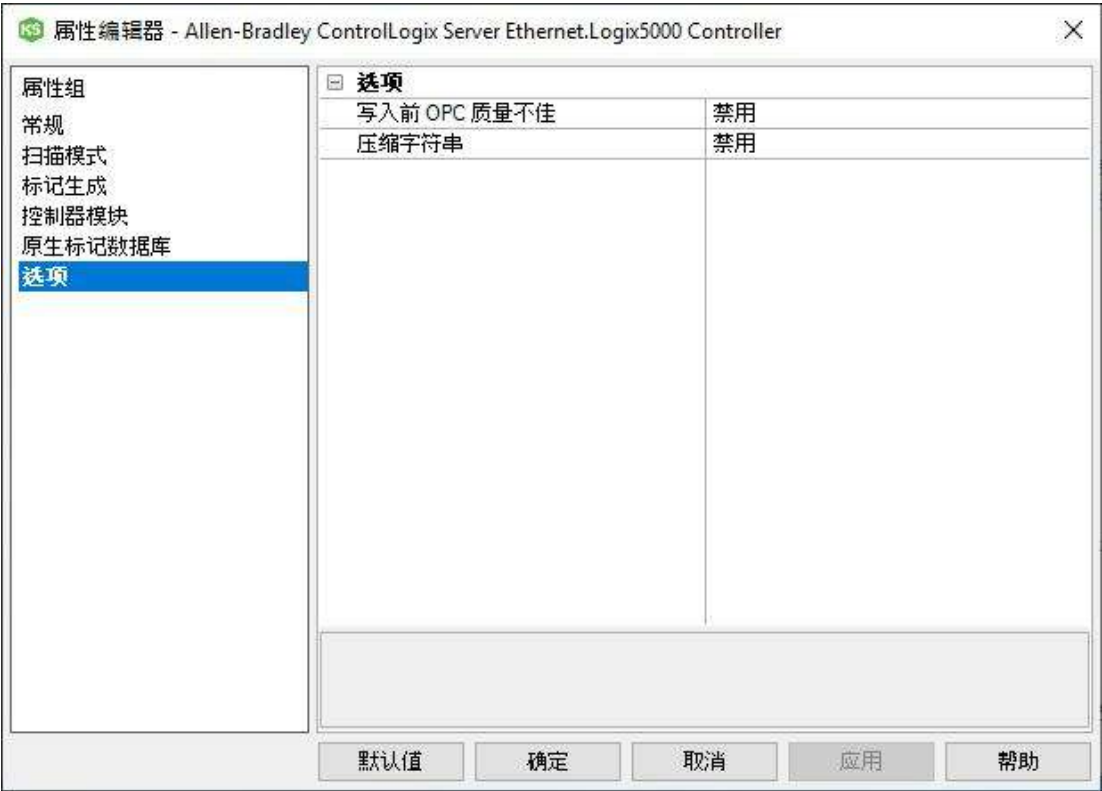 KS 属性编辑器 - Allen-Bradley ControlLogix Server Ethernet.Logix5000 Controller
属性组
常规
扫描模式
标记生成
控制器模块
原生标记数据库
选项
选项
写入前 OPC 质量不佳 禁用
压缩字符串 禁用
默认值 确定 取消 应用 帮助